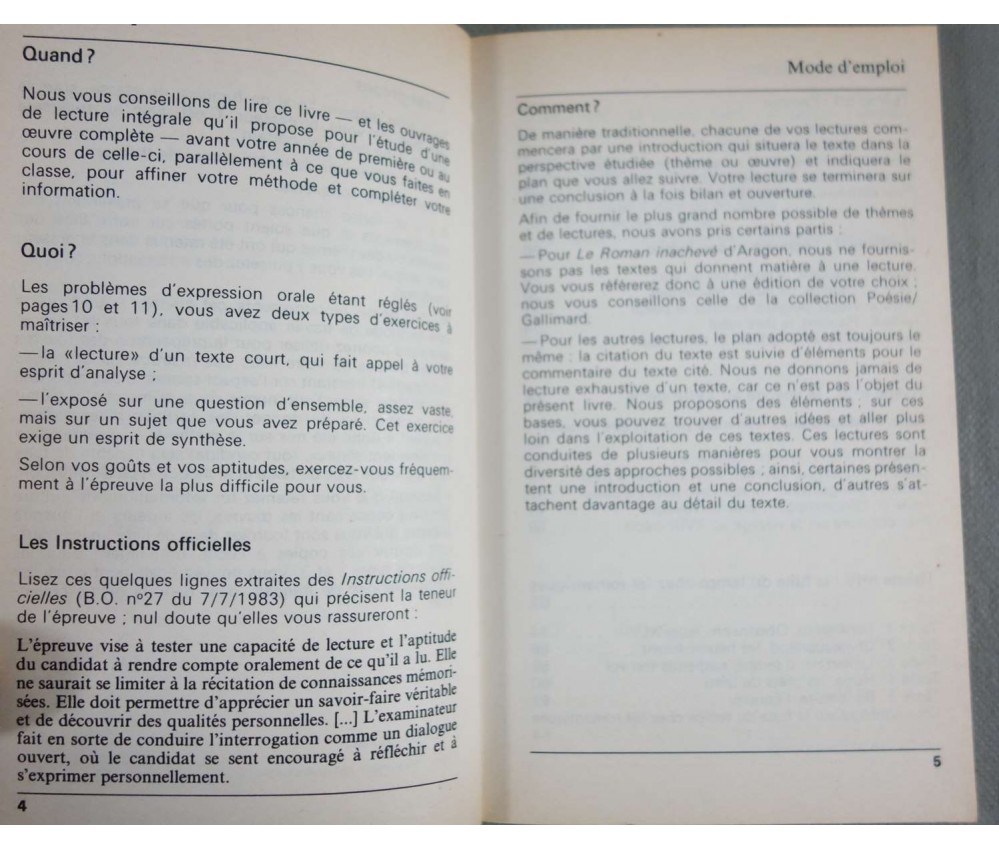 Quand ?
Nous vous conseillons de lire ce livre — et les ouvrages
de lecture intégrale qu'il propose pour l'étude d'une
œuvre complète — avant votre année de première ou au
cours de celle-ci, parallèlement à ce que vous faites en
classe, pour affiner votre méthode et compléter votre
information.
Quoi ?
Les problèmes d'expression orale étant réglés (voir
pages 10 et 11), vous avez deux types d'exercices à
maîtriser :
— la «lecture» d'un texte court, qui fait appel à votre
esprit d'analyse ;
— l'exposé sur une question d'ensemble, assez vaste,
mais sur un sujet que vous avez préparé. Cet exercice
exige un esprit de synthèse.
Selon vos goûts et vos aptitudes, exercez-vous fréquem-
ment à l'épreuve la plus difficile pour vous.
Les Instructions officielles
Lisez ces quelques lignes extraites des Instructions offi-
cielles (B.O. nº27 du 7/7/1983) qui précisent la teneur
de l'épreuve ; nul doute qu'elles vous rassureront :
L'épreuve vise à tester une capacité de lecture et l'aptitude
du candidat à rendre compte oralement de ce qu'il a lu. Elle
ne saurait se limiter à la récitation de connaissances mémori-
sées. Elle doit permettre d'apprécier un savoir-faire véritable
et de découvrir des qualités personnelles. [...] L'examinateur
fait en sorte de conduire l'interrogation comme un dialogue
ouvert, où le candidat se sent encouragé à réfléchir et à
s'exprimer personnellement.
4
Mode d'emploi
Comment ?
De manière traditionnelle, chacune de vos lectures com-
mencera par une introduction qui situera le texte dans la
perspective étudiée (thème ou œuvre) et indiquera le
plan que vous allez suivre. Votre lecture se terminera sur
une conclusion à la fois bilan et ouverture.
Afin de fournir le plus grand nombre possible de thèmes
et de lectures, nous avons pris certains partis :
— Pour Le Roman inachevé d'Aragon, nous ne fournis-
sons pas les textes qui donnent matière à une lecture.
Vous vous référerez donc à une édition de votre choix ;
nous vous conseillons celle de la collection Poésie/
Gallimard.
— Pour les autres lectures, le plan adopté est toujours le
même : la citation du texte est suivie d'éléments pour le
commentaire du texte cité. Nous ne donnons jamais de
lecture exhaustive d'un texte, car ce n'est pas l'objet du
présent livre. Nous proposons des éléments ; sur ces
bases, vous pouvez trouver d'autres idées et aller plus
loin dans l'exploitation de ces textes. Ces lectures sont
conduites de plusieurs manières pour vous montrer la
diversité des approches possibles ; ainsi, certaines présen-
tent une introduction et une conclusion, d'autres s'at-
tachent davantage au détail du texte.
5